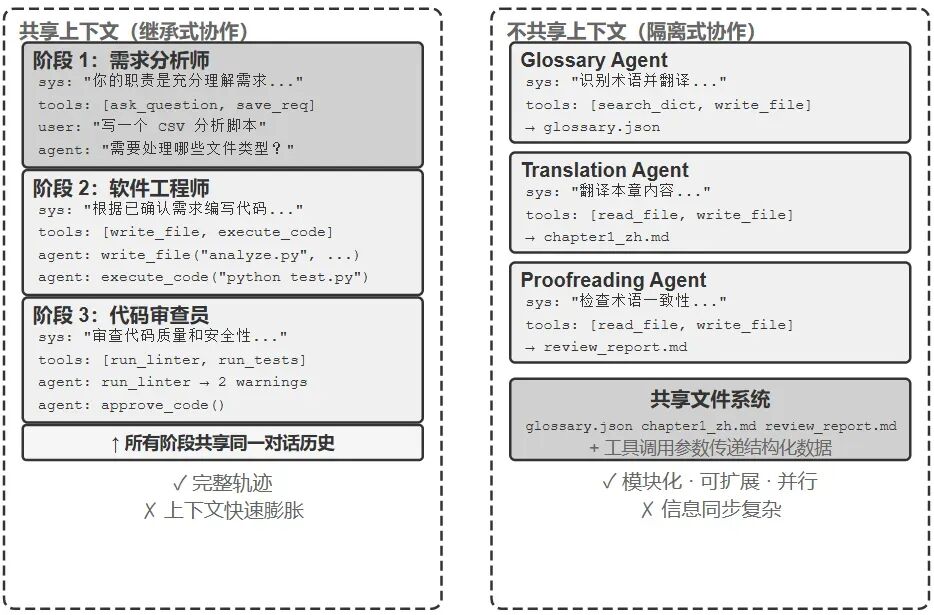 共享上下文（继承式协作）
阶段 1：需求分析师
sys: "你的职责是充分理解需求..."
tools: [ask_question, save_req]
user: "写一个 csv 分析脚本"
agent: "需要处理哪些文件类型？"
阶段 2：软件工程师
sys: "根据已确认需求编写代码..."
tools: [write_file, execute_code]
agent: write_file("analyze.py", ...)
agent: execute_code("python test.py")
阶段 3：代码审查员
sys: "审查代码质量和安全性..."
tools: [run_linter, run_tests]
agent: run_linter → 2 warnings
agent: approve_code()
↑ 所有阶段共享同一对话历史
✓ 完整轨迹
✗ 上下文快速膨胀
不共享上下文（隔离式协作）
Glossary Agent
sys: "识别术语并翻译..."
tools: [search_dict, write_file]
→ glossary.json
Translation Agent
sys: "翻译本章内容..."
tools: [read_file, write_file]
→ chapter1_zh.md
Proofreading Agent
sys: "检查术语一致性..."
tools: [read_file, write_file]
→ review_report.md
共享文件系统
glossary.json chapter1_zh.md review_report.md
+ 工具调用参数传递结构化数据
✓ 模块化 · 可扩展 · 并行
✗ 信息同步复杂